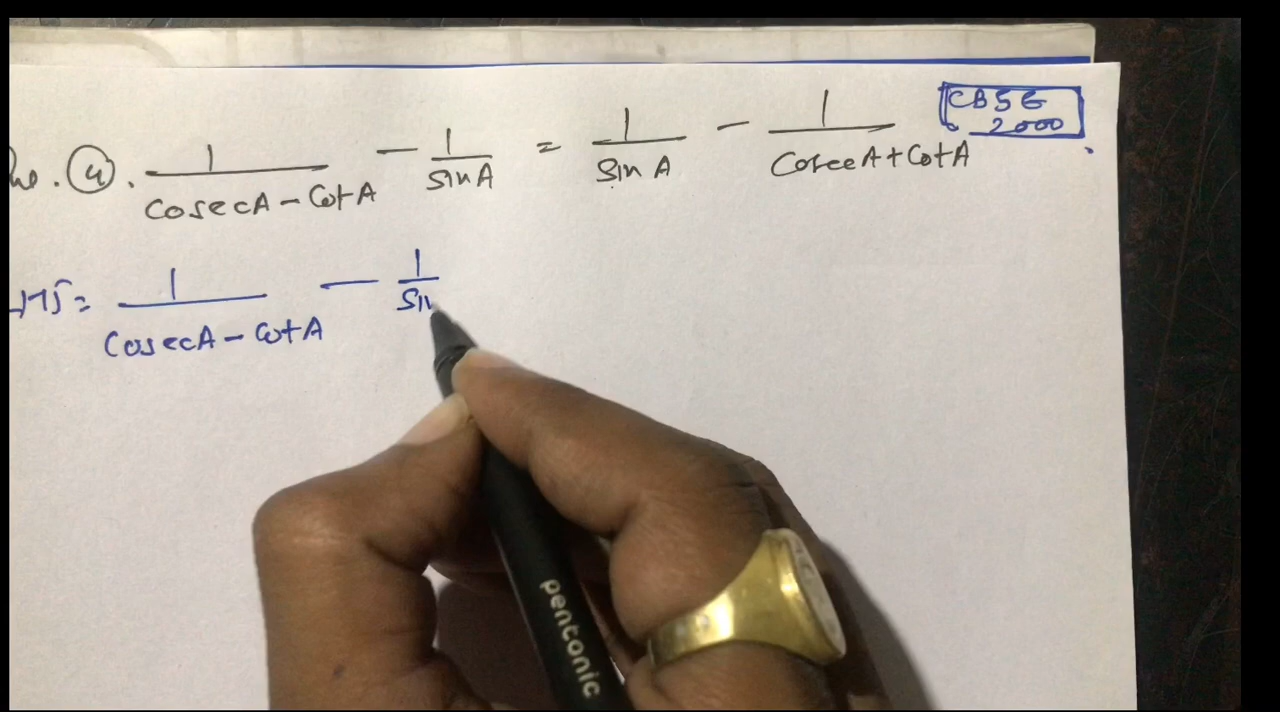 ④. 1/(cosecA - cotA) - 1/sinA = 1/sinA - 1/(cosecA + cotA)
CBSE
2000
HS = 1/(cosecA - cotA) - 1/sin
pentonic